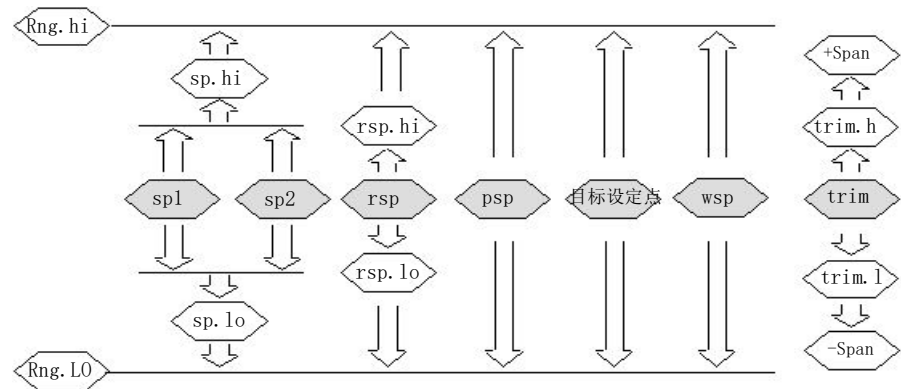 Rng.hi
+Span
sp.hi
rsp.hi
trim.h
sp1
sp2
rsp
psp
目标设定点
wsp
trim
rsp.lo
trim.l
sp.lo
-Span
Rng.LO